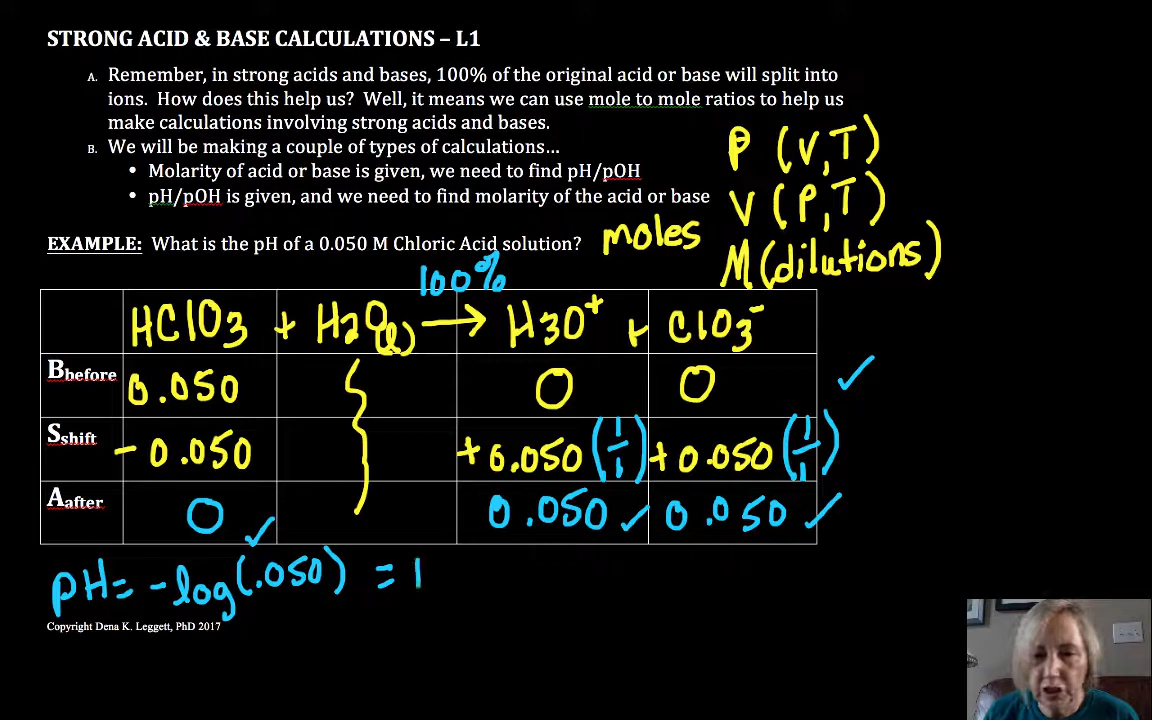 STRONG ACID & BASE CALCULATIONS – L1
A. Remember, in strong acids and bases, 100% of the original acid or base will split into
ions. How does this help us? Well, it means we can use mole to mole ratios to help us
make calculations involving strong acids and bases.
B. We will be making a couple of types of calculations…
• Molarity of acid or base is given, we need to find pH/pOH
• pH/pOH is given, and we need to find molarity of the acid or base
P (V,T)
V (P,T)
M (dilutions)
moles
EXAMPLE: What is the pH of a 0.050 M Chloric Acid solution?
100%
HClO3 + H2O(l) → H3O+ + ClO3-
Bbefore 0.050 0 0 ✓
Sshift -0.050 +0.050 (1/1) +0.050 (1/1)
Aafter 0 ✓ 0.050 ✓ 0.050 ✓
pH= -log(.050) = 1
Copyright Dena K. Leggett, PhD 2017